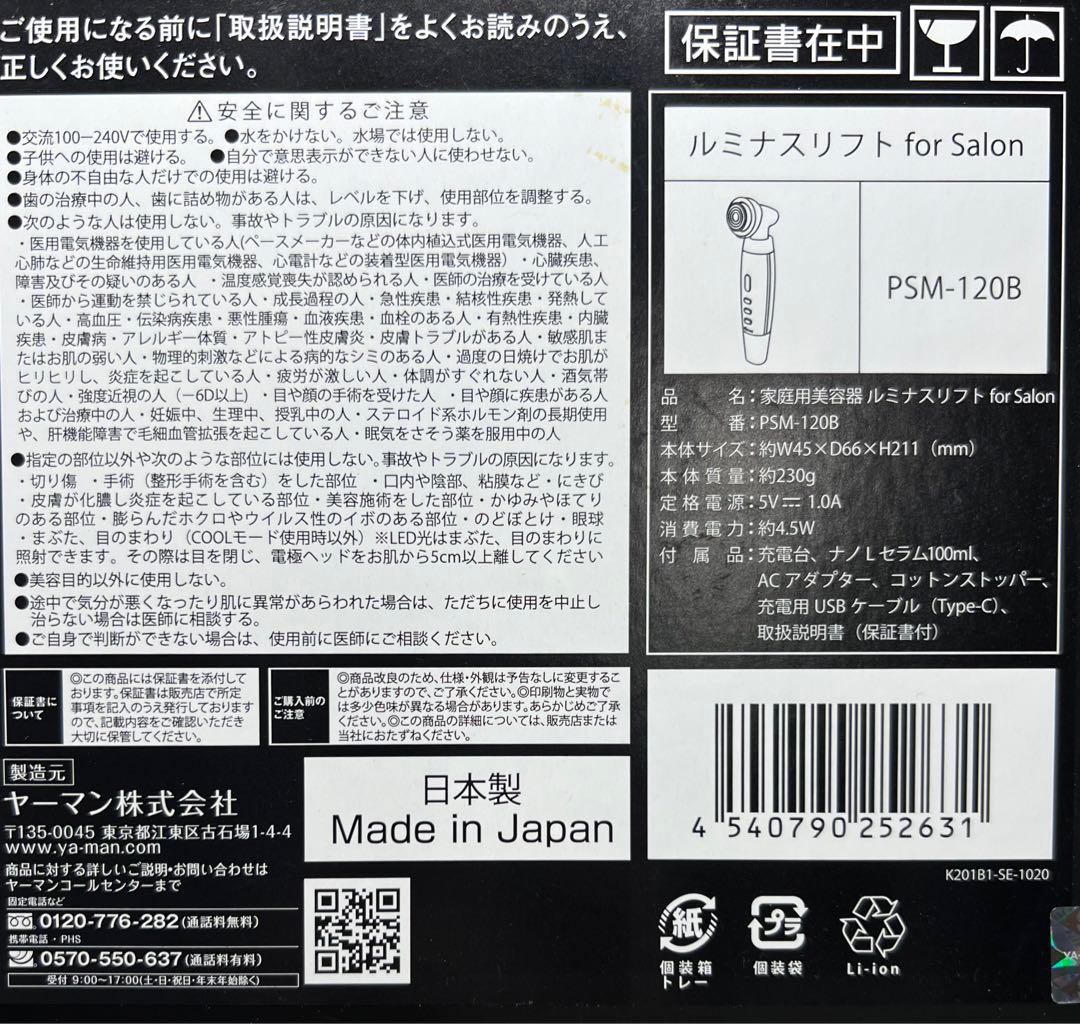 ご使用になる前に「取扱説明書」をよくお読みのうえ、
正しくお使いください。
⚠安全に関するご注意
●交流100ー240Vで使用する。●水をかけない。水場では使用しない。
●子供への使用は避ける。 ●自分で意思表示ができない人に使わせない。
●身体の不自由な人だけでの使用は避ける。
●歯の治療中の人、歯に詰め物がある人は、レベルを下げ、使用部位を調整する。
●次のような人は使用しない。事故やトラブルの原因になります。
・医用電気機器を使用している人(ペースメーカーなどの体内植込式医用電気機器、人工
心肺などの生命維持用医用電気機器、心電計などの装着型医用電気機器)・心臓疾患、
障害及びその疑いのある人 ・温度感覚喪失が認められる人・医師の治療を受けている人
・医師から運動を禁じられている人・成長過程の人・急性疾患・結核性疾患・発熱して
いる人・高血圧・伝染病疾患・悪性腫瘍・血液疾患・血栓のある人・有熱性疾患・内臓
疾患・皮膚病・アレルギー体質・アトピー性皮膚炎・皮膚トラブルがある人・敏感肌ま
たはお肌の弱い人・物理的刺激などによる病的なシミのある人・過度の日焼けでお肌が
ヒリヒリし、炎症を起こしている人・疲労が激しい人・体調がすぐれない人・酒気帯
びの人・強度近視の人(−6D以上)・目や顔の手術を受けた人 ・目や顔に疾患がある人
および治療中の人・妊娠中、生理中、授乳中の人・ステロイド系ホルモン剤の長期使用
や、肝機能障害で毛細血管拡張を起こしている人・眠気をさそう薬を服用中の人
●指定の部位以外や次のような部位には使用しない。事故やトラブルの原因になります。
・切り傷 ・手術(整形手術を含む)をした部位 ・口内や陰部、粘膜など・にきび
・皮膚が化膿し炎症を起こしている部位・美容施術をした部位・かゆみやほてり
のある部位・膨らんだホクロやウイルス性のイボのある部位・のどぼとけ・眼球
・まぶた、目のまわり(COOLモード使用時以外)※LED光はまぶた、目のまわりに
照射できます。その際は目を閉じ、電極ヘッドをお肌から5cm以上離してください
●美容目的以外に使用しない。
●途中で気分が悪くなったり肌に異常があらわれた場合は、ただちに使用を中止し
治らない場合は医師に相談する。
●ご自身で判断ができない場合は、使用前に医師にご相談ください。
保証書在中
ルミナスリフト for Salon
PSM-120B
品 名：家庭用美容器 ルミナスリフト for Salon
型 番：PSM-120B
本体サイズ：約W45×D66×H211(mm)
本体質量：約230g
定格電源：5V⎓ 1.0A
消費電力：約4.5W
付属品：充電台、ナノ L セラム100ml、
AC アダプター、コットンストッパー、
充電用 USB ケーブル(Type-C)、
取扱説明書(保証書付)
保証書に
ついて
◎この商品には保証書を添付して
おります。保証書は販売店で所定
事項を記入のうえ発行しております
ので、記載内容をご確認いただき
大切に保管してください。
ご購入前の
ご注意
◎商品改良のため、仕様・外観は予告なしに変更するこ
とがありますので、ご了承ください。◎印刷物と実物で
は多少色味が異なる場合があります。あらかじめご了承
ください。◎この商品の詳細については、販売店または
当社におたずねください。
製造元
ヤーマン株式会社
〒135-0045 東京都江東区古石場1-4-4
www.ya-man.com
商品に対する詳しいご説明・お問い合わせは
ヤーマンコールセンターまで
固定電話など
0120-776-282(通話料無料)
携帯電話・PHS
0570-550-637(通話料有料)
受付 9:00〜17:00(土・日・祝日・年末年始除く)
日本製
Made in Japan
4 540790 252631
K201B1-SE-1020
紙
個装箱
トレー
プラ
個装袋
Li-ion
YA-